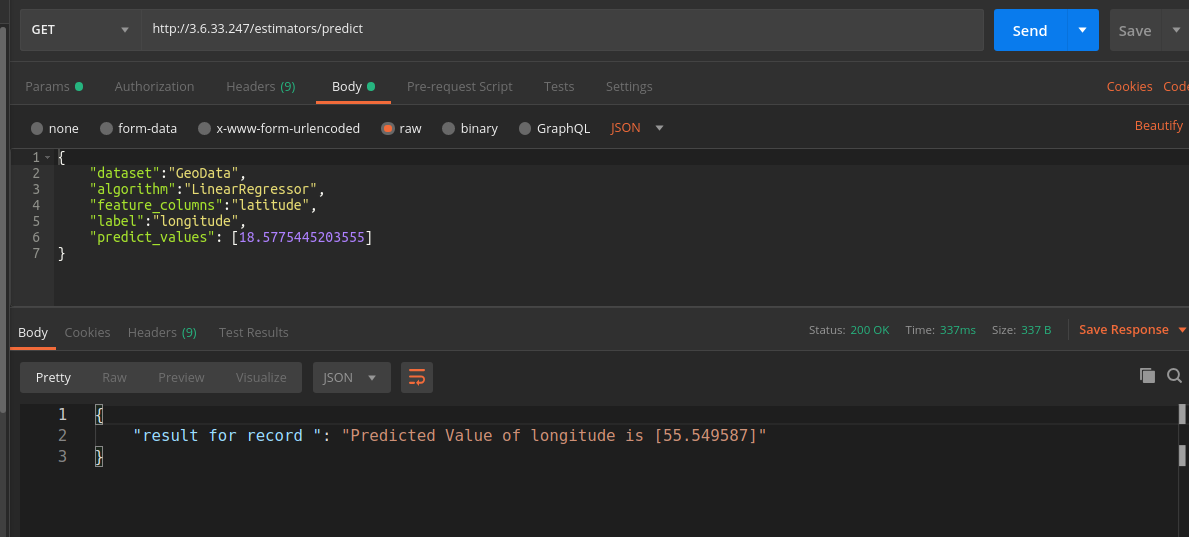 GET http://3.6.33.247/estimators/predict Send Save
Params Authorization Headers (9) Body Pre-request Script Tests Settings Cookies
none form-data x-www-form-urlencoded raw binary GraphQL JSON Beautify
1 {
2 "dataset":"GeoData",
3 "algorithm":"LinearRegressor",
4 "feature_columns":"latitude",
5 "label":"longitude",
6 "predict_values": [18.5775445203555]
7 }
Body Cookies Headers (9) Test Results Status: 200 OK Time: 337ms Size: 337 B Save Response
Pretty Raw Preview Visualize JSON
1 {
2 "result for record ": "Predicted Value of longitude is [55.549587]"
3 }